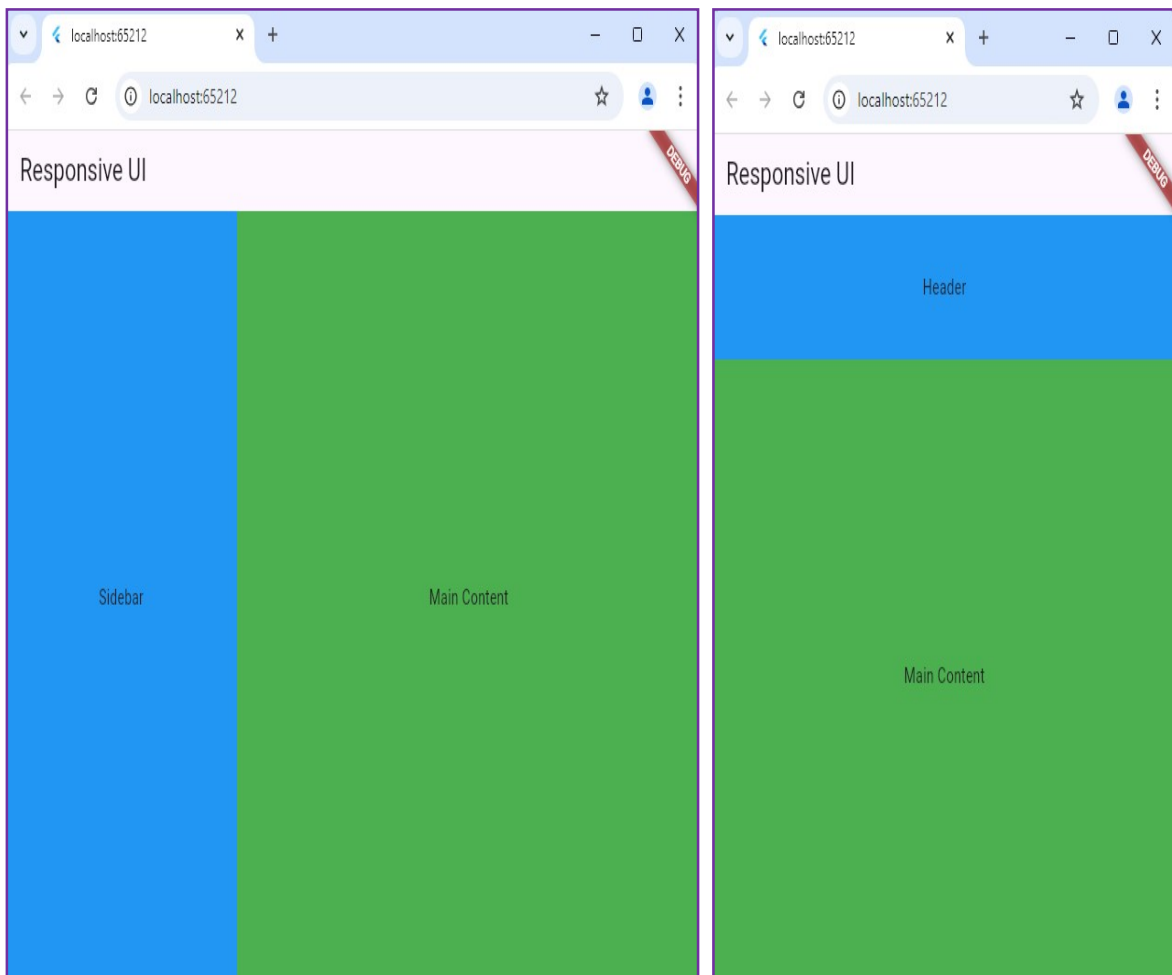 localhost:65212
localhost:65212
Responsive UI
DEBUG
Sidebar
Main Content
localhost:65212
localhost:65212
Responsive UI
DEBUG
Header
Main Content